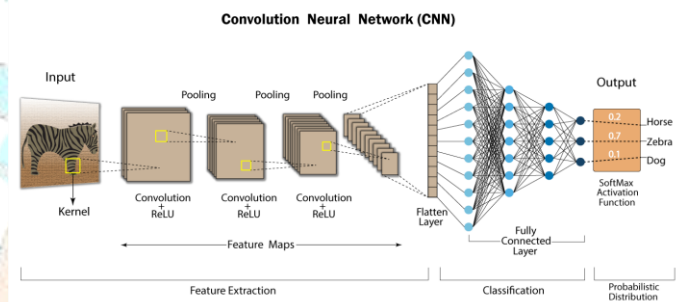 Convolution Neural Network (CNN)
Input
Pooling
Pooling
Pooling
Output
0.2
Horse
0.7
Zebra
0.1
Dog
SoftMax
Activation
Function
Kernel
Convolution
+
ReLU
Convolution
+
ReLU
Convolution
+
ReLU
Flatten
Layer
Fully
Connected
Layer
Feature Maps
Feature Extraction
Classification
Probabilistic
Distribution